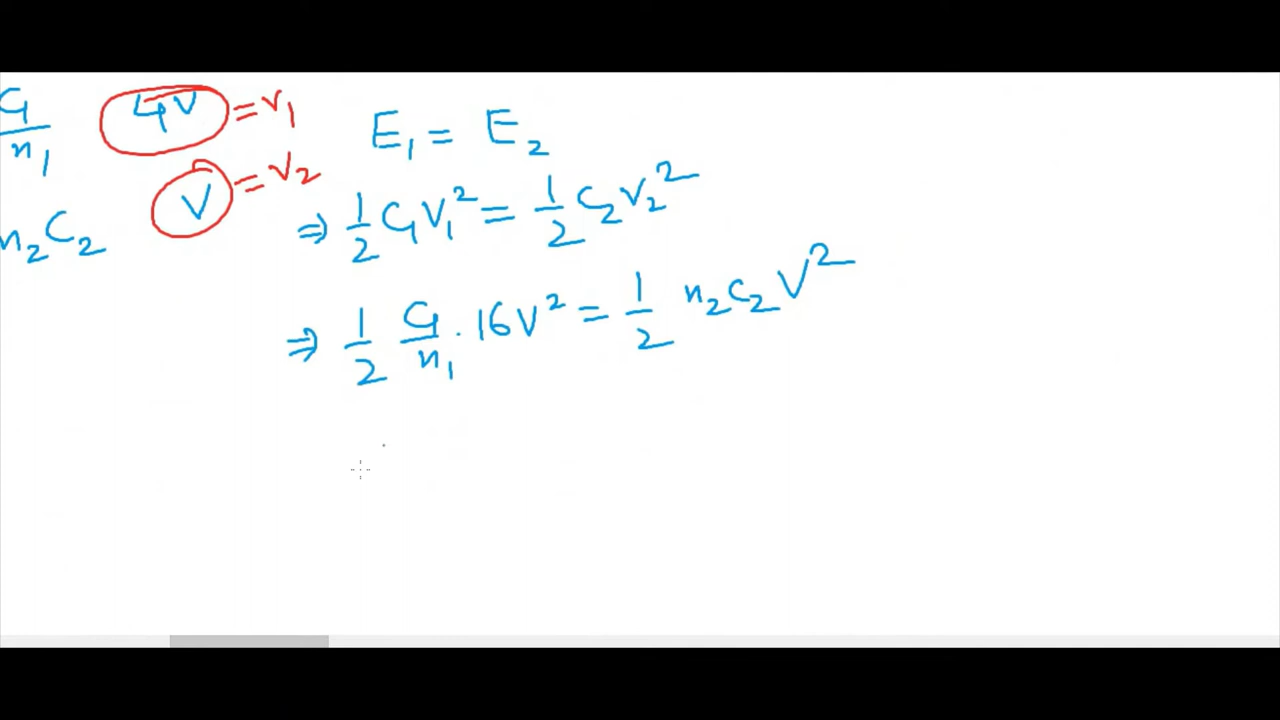 C₁/n₁ 4V = V₁
n₂C₂ V = V₂
E₁ = E₂
⇒ 1/2 C₁V₁² = 1/2 C₂V₂²
⇒ 1/2 C₁/n₁ . 16V² = 1/2 n₂C₂V²